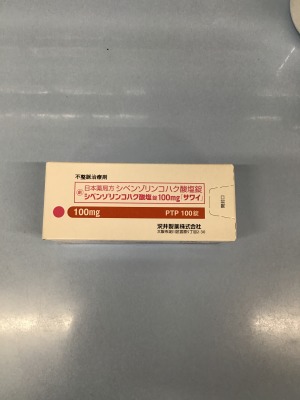 不整脈治療用
日本薬局方 シベンゾリンコハク酸塩錠
シベンゾリンコハク酸塩錠100mg「サワイ」
100mg
PTP 100錠
沢井製薬株式会社